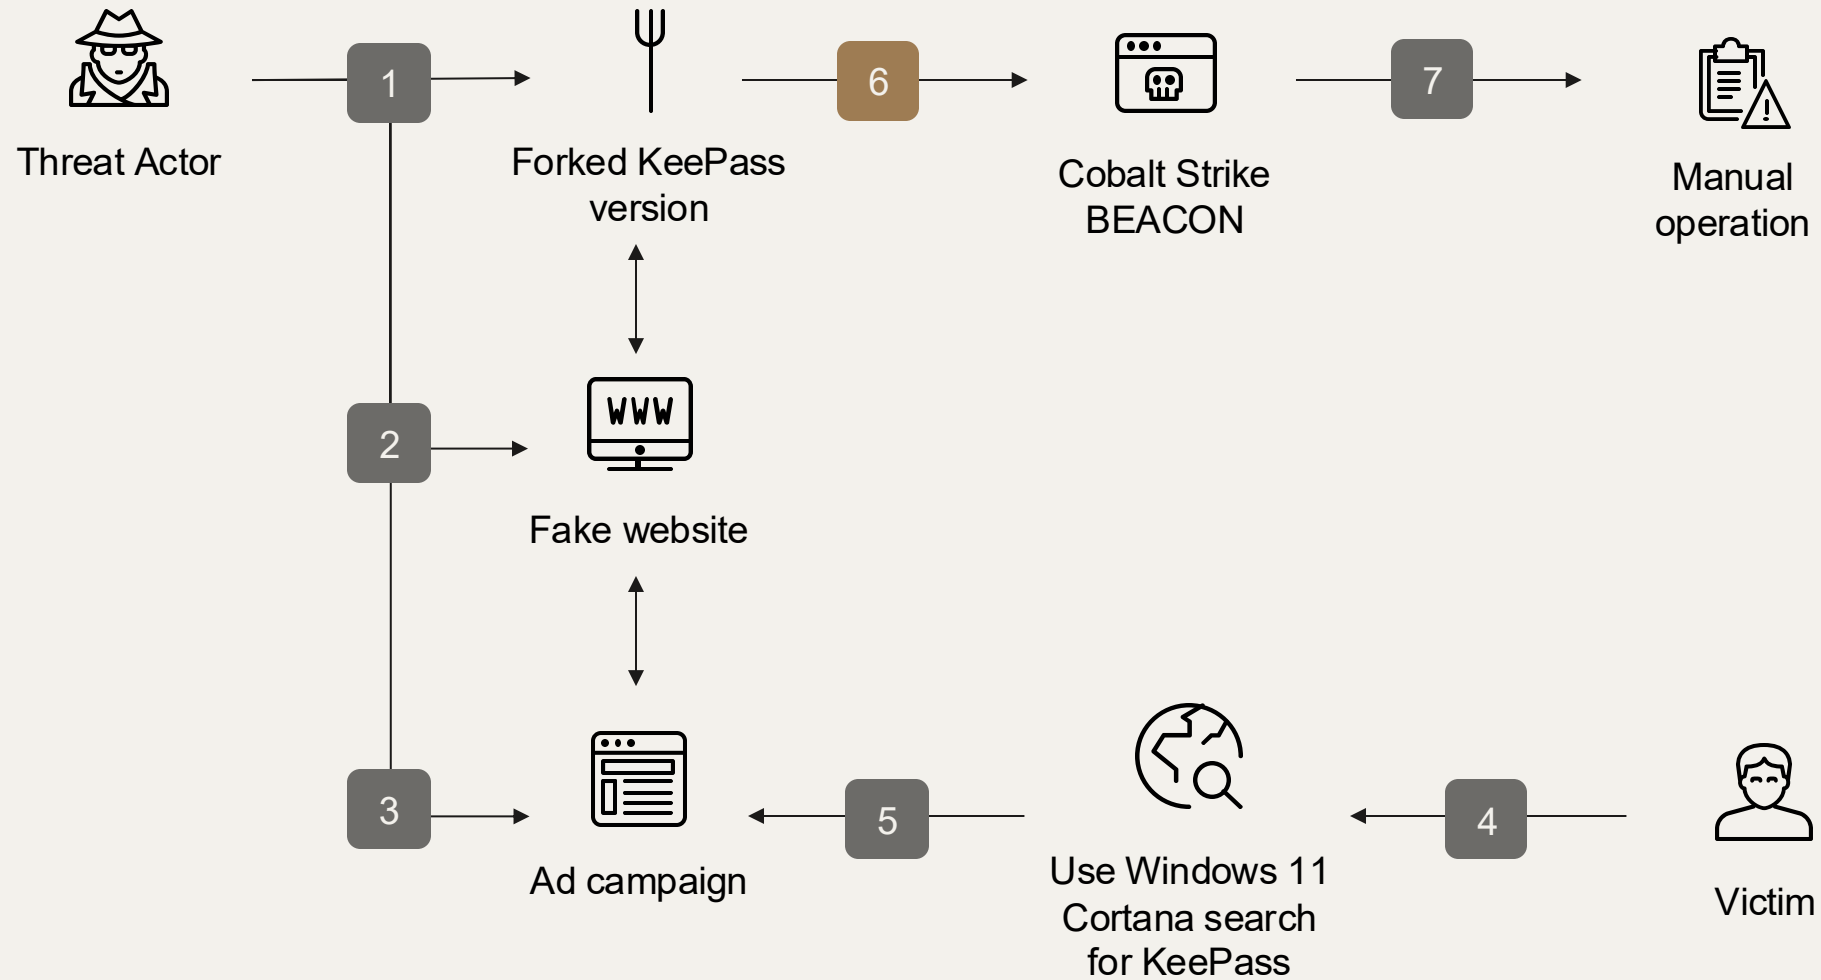 1
6
7
Threat Actor
Forked KeePass
version
Cobalt Strike
BEACON
Manual
operation
WWW
2
Fake website
3
5
4
Ad campaign
Use Windows 11
Cortana search
for KeePass
Victim